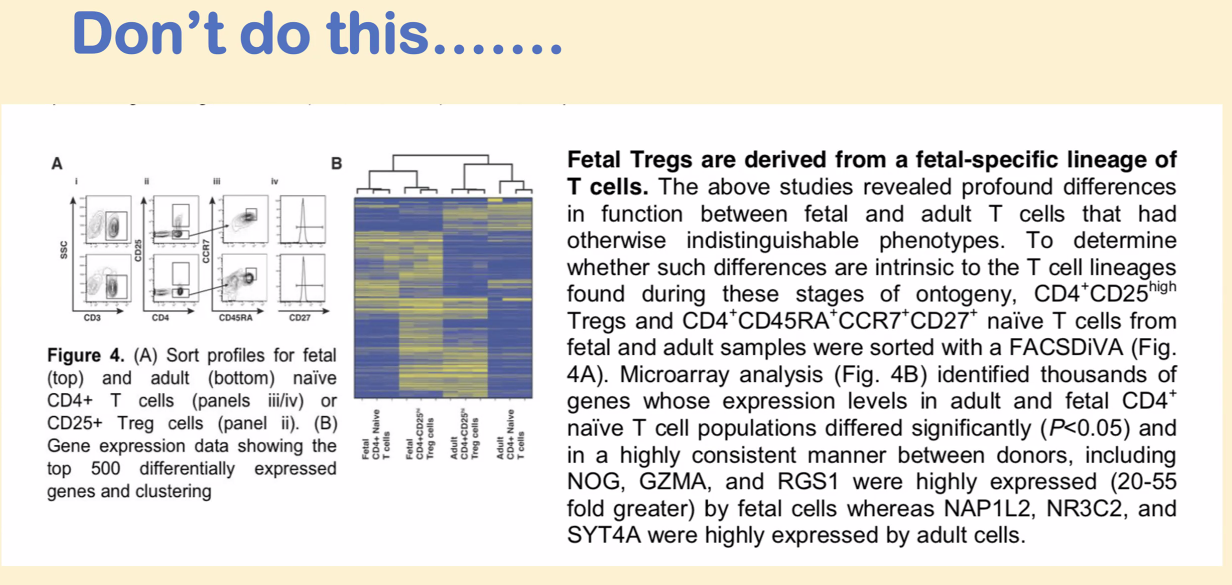 Don't do this…….
A
B
i
ii
iii
iv
SSC
CD25
CCR7
CD3
CD4
CD45RA
CD27
Fetal
CD4+ Naive
T cells
Fetal
CD4+CD25ʰⁱ
Treg cells
Adult
CD4+CD25ʰⁱ
Treg cells
Adult
CD4+ Naive
T cells
Figure 4. (A) Sort profiles for fetal
(top) and adult (bottom) naïve
CD4+ T cells (panels iii/iv) or
CD25+ Treg cells (panel ii). (B)
Gene expression data showing the
top 500 differentially expressed
genes and clustering
Fetal Tregs are derived from a fetal-specific lineage of
T cells. The above studies revealed profound differences
in function between fetal and adult T cells that had
otherwise indistinguishable phenotypes. To determine
whether such differences are intrinsic to the T cell lineages
found during these stages of ontogeny, CD4⁺CD25ʰⁱᵍʰ
Tregs and CD4⁺CD45RA⁺CCR7⁺CD27⁺ naïve T cells from
fetal and adult samples were sorted with a FACSDiVA (Fig.
4A). Microarray analysis (Fig. 4B) identified thousands of
genes whose expression levels in adult and fetal CD4⁺
naïve T cell populations differed significantly (P<0.05) and
in a highly consistent manner between donors, including
NOG, GZMA, and RGS1 were highly expressed (20-55
fold greater) by fetal cells whereas NAP1L2, NR3C2, and
SYT4A were highly expressed by adult cells.